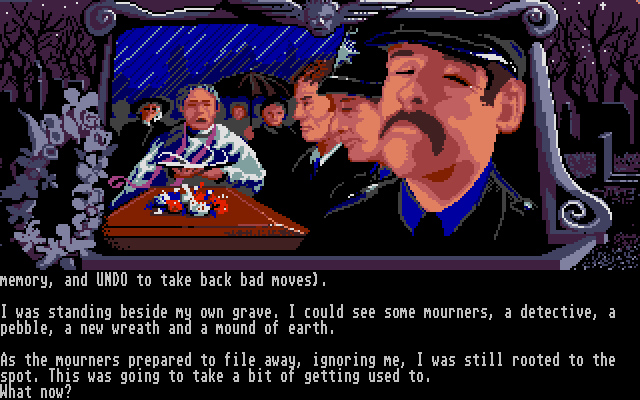 memory, and UNDO to take back bad moves).
I was standing beside my own grave. I could see some mourners, a detective, a
pebble, a new wreath and a mound of earth.
As the mourners prepared to file away, ignoring me, I was still rooted to the
spot. This was going to take a bit of getting used to.
What now?